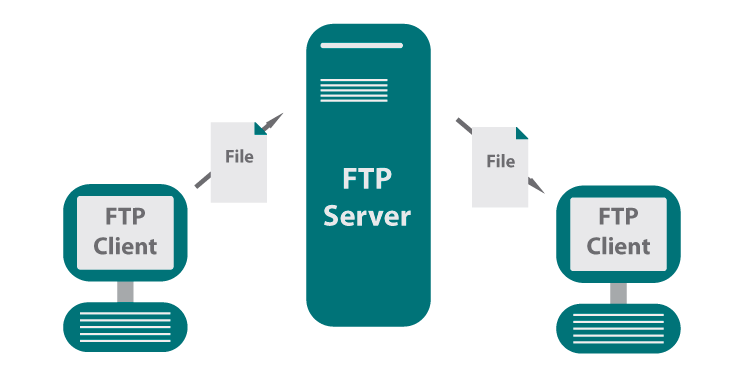 File
File
FTP
Server
FTP
Client
FTP
Client